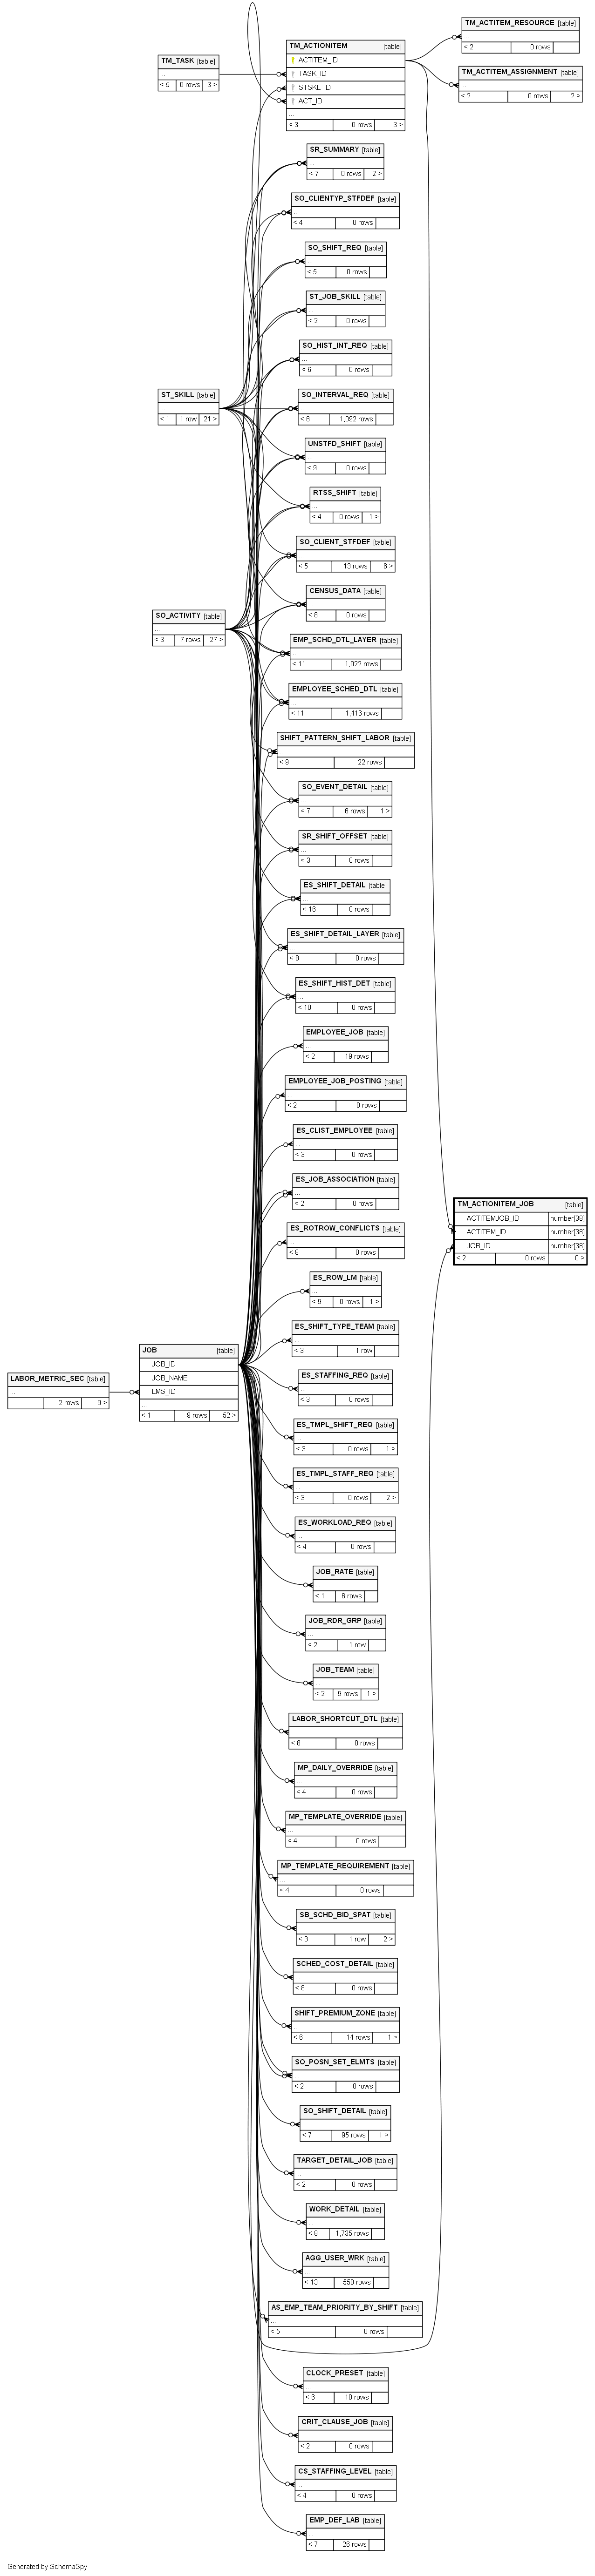 TM_ACTITEM_RESOURCE [table]
...
< 2 0 rows
TM_ACTIONITEM [table]
ACTITEM_ID
TASK_ID
STSKL_ID
ACT_ID
...
< 3 0 rows 3 >
TM_TASK [table]
...
< 5 0 rows 3 >
TM_ACTITEM_ASSIGNMENT [table]
...
< 2 0 rows 2 >
SR_SUMMARY [table]
...
< 7 0 rows 2 >
SO_CLIENTYP_STFDEF [table]
...
< 4 0 rows
SO_SHIFT_REQ [table]
...
< 5 0 rows
ST_JOB_SKILL [table]
...
< 2 0 rows
SO_HIST_INT_REQ [table]
...
< 6 0 rows
ST_SKILL [table]
...
< 1 1 row 21 >
SO_INTERVAL_REQ [table]
...
< 6 1,092 rows
UNSTFD_SHIFT [table]
...
< 9 0 rows
RTSS_SHIFT [table]
...
< 4 0 rows 1 >
SO_CLIENT_STFDEF [table]
...
< 5 13 rows 6 >
CENSUS_DATA [table]
...
< 8 0 rows
SO_ACTIVITY [table]
...
< 3 7 rows 27 >
EMP_SCHD_DTL_LAYER [table]
...
< 11 1,022 rows
EMPLOYEE_SCHED_DTL [table]
...
< 11 1,416 rows
SHIFT_PATTERN_SHIFT_LABOR [table]
...
< 9 22 rows
SO_EVENT_DETAIL [table]
...
< 7 6 rows 1 >
SR_SHIFT_OFFSET [table]
...
< 3 0 rows
ES_SHIFT_DETAIL [table]
...
< 16 0 rows
ES_SHIFT_DETAIL_LAYER [table]
...
< 8 0 rows
ES_SHIFT_HIST_DET [table]
...
< 10 0 rows
EMPLOYEE_JOB [table]
...
< 2 19 rows
EMPLOYEE_JOB_POSTING [table]
...
< 2 0 rows
ES_CLIST_EMPLOYEE [table]
...
< 3 0 rows
ES_JOB_ASSOCIATION [table]
...
< 2 0 rows
TM_ACTIONITEM_JOB [table]
ACTITEMJOB_ID number[38]
ACTITEM_ID number[38]
JOB_ID number[38]
< 2 0 rows 0 >
ES_ROTROW_CONFLICTS [table]
...
< 8 0 rows
ES_ROW_LM [table]
...
< 9 0 rows 1 >
ES_SHIFT_TYPE_TEAM [table]
...
< 3 1 row
JOB [table]
JOB_ID
JOB_NAME
LMS_ID
...
< 1 9 rows 52 >
LABOR_METRIC_SEC [table]
...
2 rows 9 >
ES_STAFFING_REQ [table]
...
< 3 0 rows
ES_TMPL_SHIFT_REQ [table]
...
< 3 0 rows 1 >
ES_TMPL_STAFF_REQ [table]
...
< 3 0 rows 2 >
ES_WORKLOAD_REQ [table]
...
< 4 0 rows
JOB_RATE [table]
...
< 1 6 rows
JOB_RDR_GRP [table]
...
< 2 1 row
JOB_TEAM [table]
...
< 2 9 rows 1 >
LABOR_SHORTCUT_DTL [table]
...
< 8 0 rows
MP_DAILY_OVERRIDE [table]
...
< 4 0 rows
MP_TEMPLATE_OVERRIDE [table]
...
< 4 0 rows
MP_TEMPLATE_REQUIREMENT [table]
...
< 4 0 rows
SB_SCHD_BID_SPAT [table]
...
< 3 1 row 2 >
SCHED_COST_DETAIL [table]
...
< 8 0 rows
SHIFT_PREMIUM_ZONE [table]
...
< 6 14 rows 1 >
SO_POSN_SET_ELMTS [table]
...
< 2 0 rows
SO_SHIFT_DETAIL [table]
...
< 7 95 rows 1 >
TARGET_DETAIL_JOB [table]
...
< 2 0 rows
WORK_DETAIL [table]
...
< 8 1,735 rows
AGG_USER_WRK [table]
...
< 13 550 rows
AS_EMP_TEAM_PRIORITY_BY_SHIFT [table]
...
< 5 0 rows
CLOCK_PRESET [table]
...
< 6 10 rows
CRIT_CLAUSE_JOB [table]
...
< 2 0 rows
CS_STAFFING_LEVEL [table]
...
< 4 0 rows
EMP_DEF_LAB [table]
...
< 7 26 rows
Generated by SchemaSpy